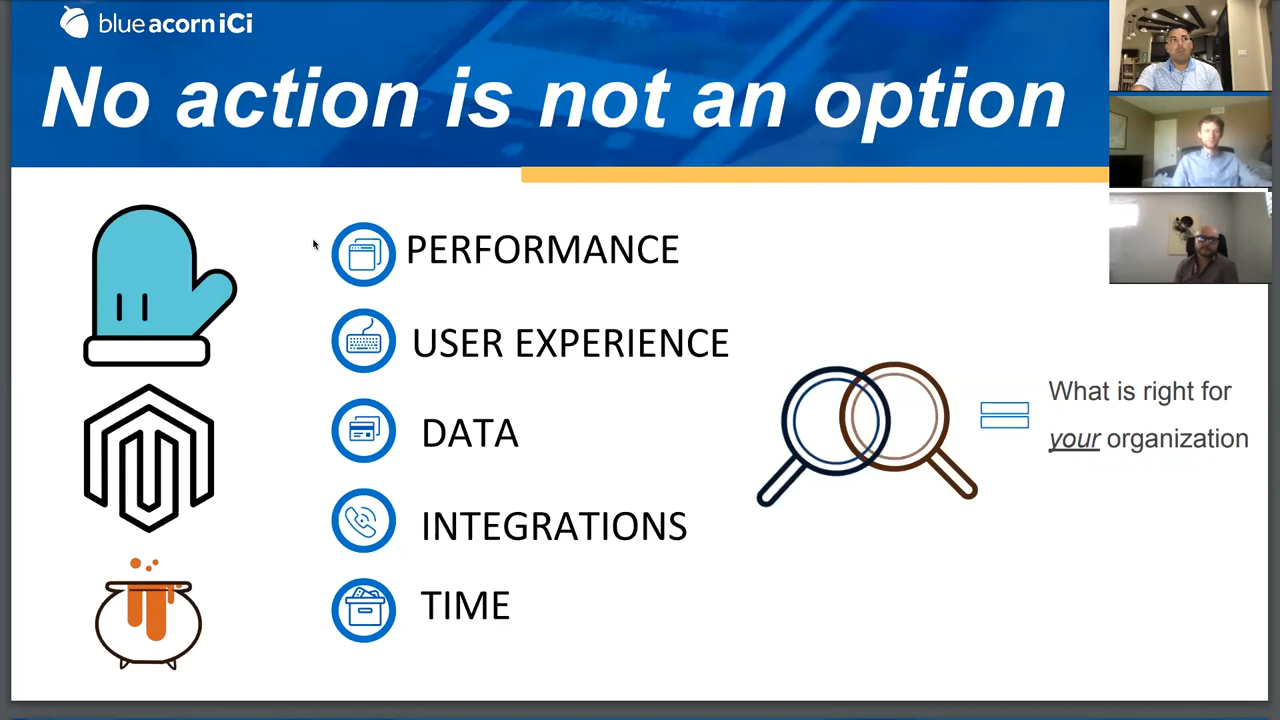 blue acorn iCi
No action is not an option
PERFORMANCE
USER EXPERIENCE
DATA
INTEGRATIONS
TIME
What is right for
your organization